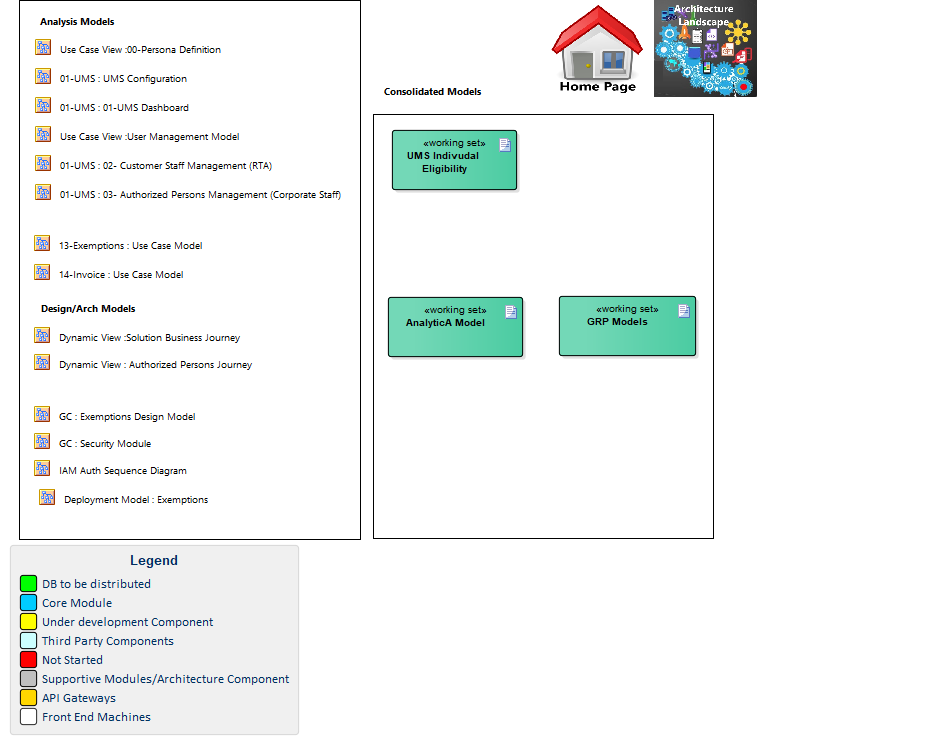 Analysis Models
Use Case View :00-Persona Definition
01-UMS : UMS Configuration
01-UMS : 01-UMS Dashboard
Use Case View :User Management Model
01-UMS : 02- Customer Staff Management (RTA)
01-UMS : 03- Authorized Persons Management (Corporate Staff)
13-Exemptions : Use Case Model
14-Invoice : Use Case Model
Design/Arch Models
Dynamic View :Solution Business Journey
Dynamic View : Authorized Persons Journey
GC : Exemptions Design Model
GC : Security Module
IAM Auth Sequence Diagram
Deployment Model : Exemptions
Home Page
Architecture
Landscape
Consolidated Models
«working set»
UMS Indivudal
Eligibility
«working set»
AnalyticA Model
«working set»
GRP Models
Legend
DB to be distributed
Core Module
Under development Component
Third Party Components
Not Started
Supportive Modules/Architecture Component
API Gateways
Front End Machines